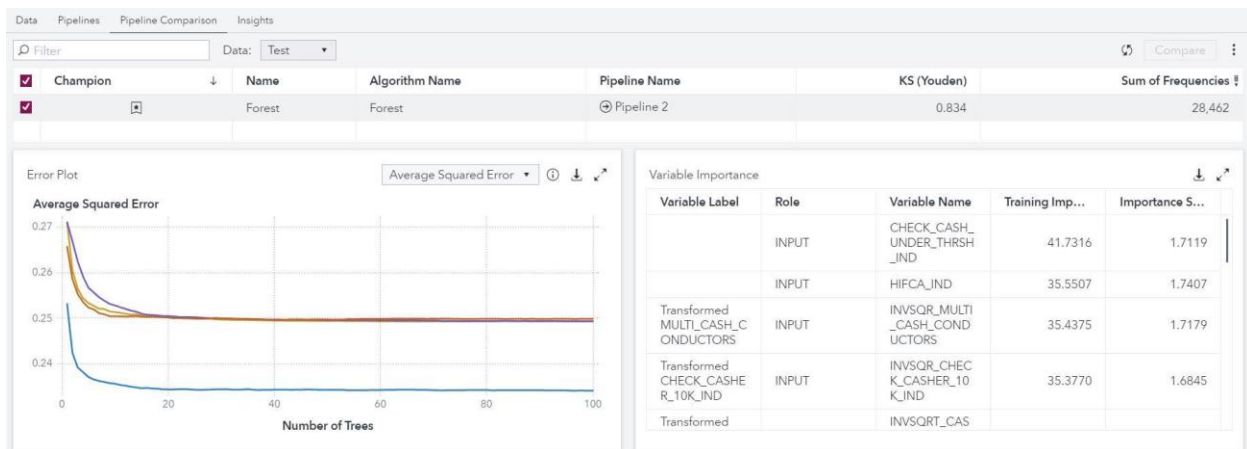 Data Pipelines Pipeline Comparison Insights
Filter Data: Test Compare
Champion Name Algorithm Name Pipeline Name KS (Youden) Sum of Frequencies
Forest Forest Pipeline 2 0.834 28,462
Error Plot Average Squared Error
Average Squared Error
0.27
0.26
0.25
0.24
0 20 40 60 80 100
Number of Trees
Variable Importance
Variable Label Role Variable Name Training Imp... Importance S...
CHECK_CASH_
INPUT UNDER_THRSH 41.7316 1.7119
_IND
INPUT HIFCA_IND 35.5507 1.7407
Transformed INVSQR_MULTI
MULTI_CASH_C INPUT _CASH_COND 35.4375 1.7179
ONDUCTORS UCTORS
Transformed INVSQR_CHEC
CHECK_CASHE INPUT K_CASHER_10 35.3770 1.6845
R_10K_IND K_IND
Transformed INVSQRT_CAS